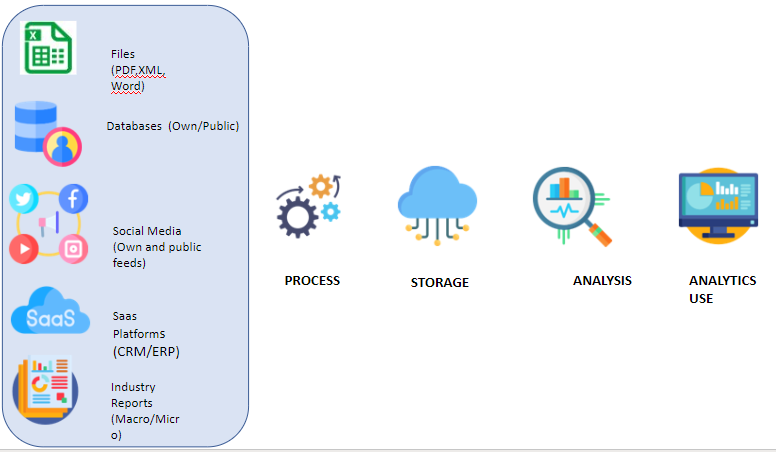 Files
(PDF,XML,
Word)
Databases (Own/Public)
Social Media
(Own and public
feeds)
SaaS
Saas
Platforms
(CRM/ERP)
Industry
Reports
(Macro/Micr
o)
PROCESS
STORAGE
ANALYSIS
ANALYTICS
USE